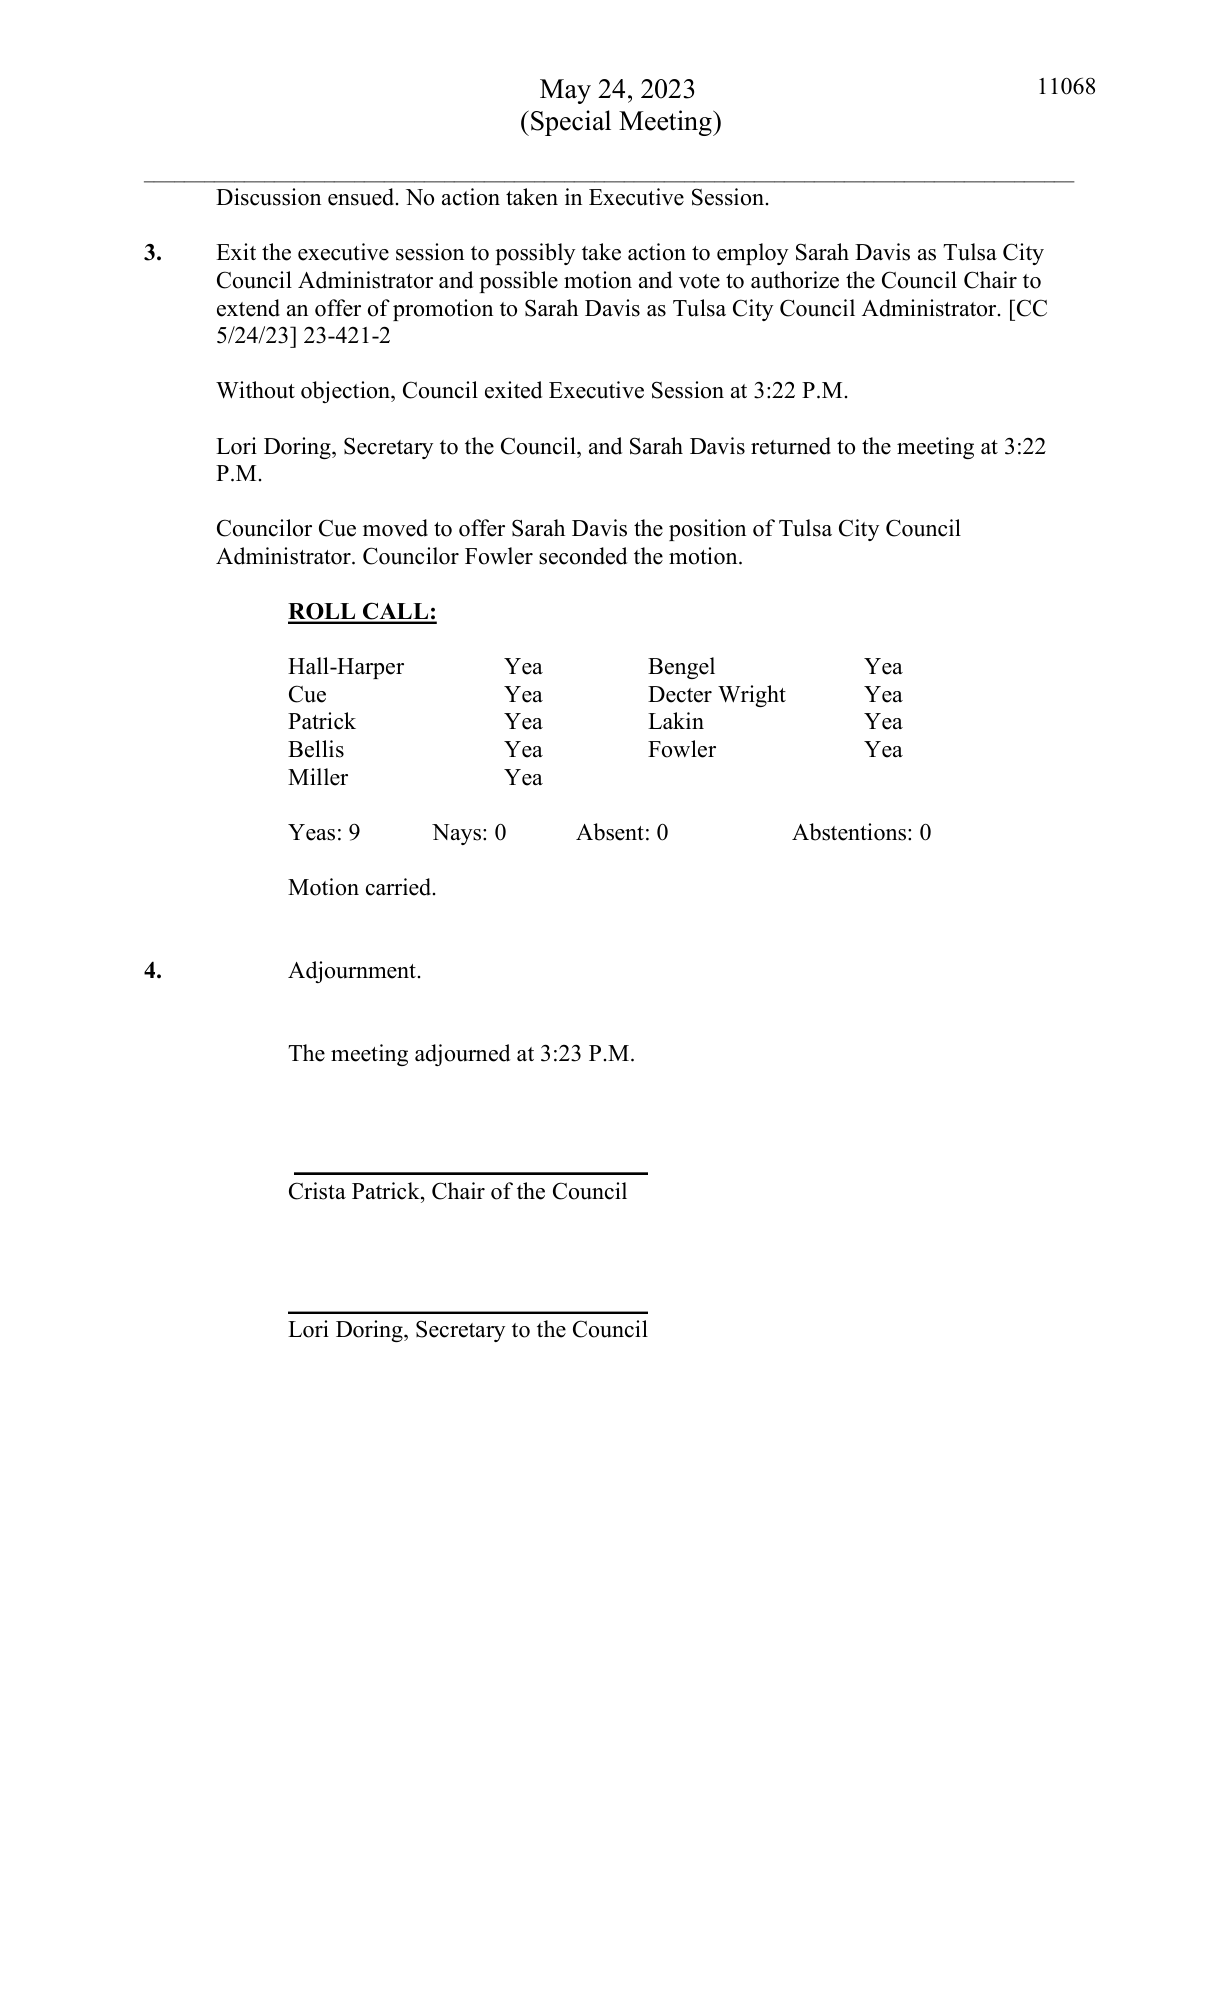 May 24, 2023
11068
(Special Meeting)
Discussion ensued. No action taken in Executive Session.
3. Exit the executive session to possibly take action to employ Sarah Davis as Tulsa City
Council Administrator and possible motion and vote to authorize the Council Chair to
extend an offer of promotion to Sarah Davis as Tulsa City Council Administrator. [CC
5/24/23] 23-421-2
Without objection, Council exited Executive Session at 3:22 P.M.
Lori Doring, Secretary to the Council, and Sarah Davis returned to the meeting at 3:22
P.M.
Councilor Cue moved to offer Sarah Davis the position of Tulsa City Council
Administrator. Councilor Fowler seconded the motion.
ROLL CALL:
Hall-Harper Yea Bengel Yea
Cue Yea Decter Wright Yea
Patrick Yea Lakin Yea
Bellis Yea Fowler Yea
Miller Yea
Yeas: 9 Nays: 0 Absent: 0 Abstentions: 0
Motion carried.
4. Adjournment.
The meeting adjourned at 3:23 P.M.
Crista Patrick, Chair of the Council
Lori Doring, Secretary to the Council